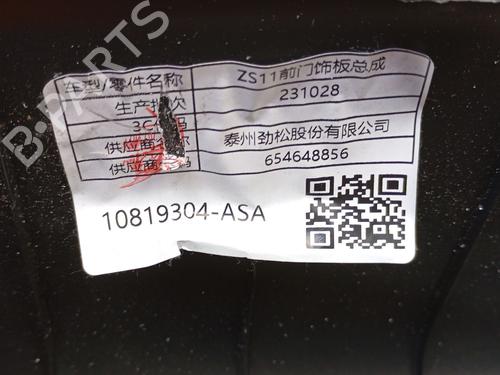 车型/零件名称 ZS11前门饰板总成
生产批次 231028
3C
供应商名称 泰州劲松股份有限公司
供应商 654648856
10819304-ASA